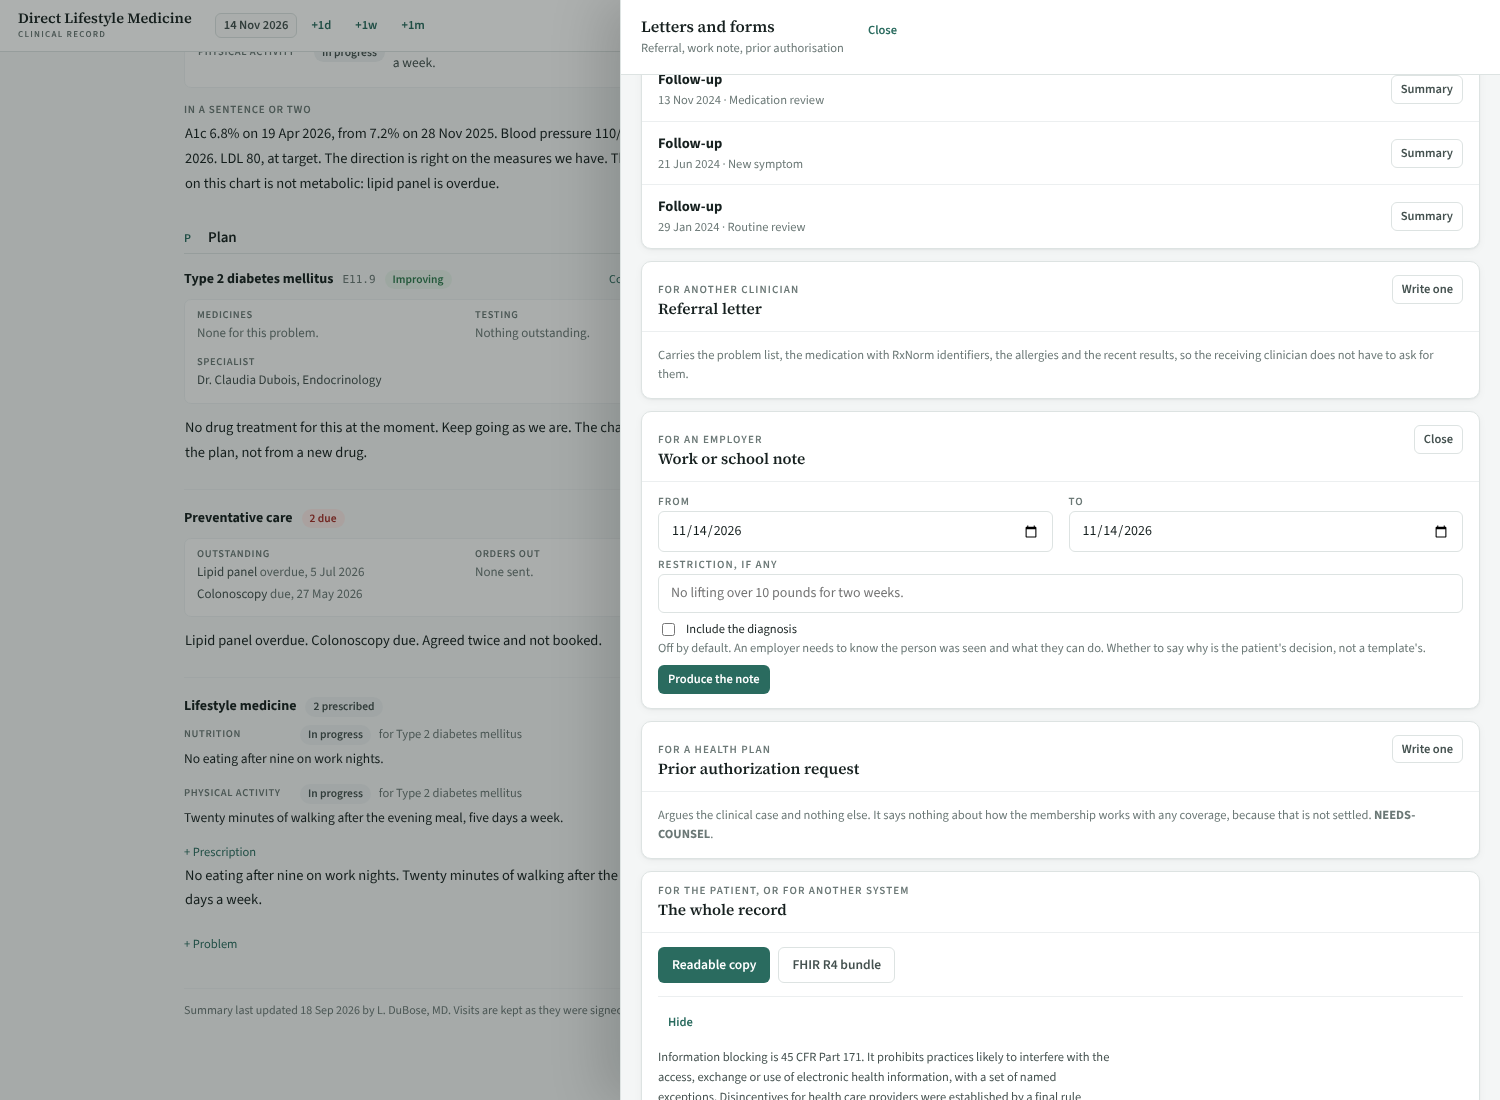 Direct Lifestyle Medicine
CLINICAL RECORD
14 Nov 2026
+1d
+1w
+1m
PHYSICAL ACTIVITY
In progress
a week.
IN A SENTENCE OR TWO
A1c 6.8% on 19 Apr 2026, from 7.2% on 28 Nov 2025. Blood pressure 110/
2026. LDL 80, at target. The direction is right on the measures we have.
on this chart is not metabolic: lipid panel is overdue.
P Plan
Type 2 diabetes mellitus E11.9 Improving
MEDICINES
None for this problem.
TESTING
Nothing outstanding.
SPECIALIST
Dr. Claudia Dubois, Endocrinology
No drug treatment for this at the moment. Keep going as we are. The
the plan, not from a new drug.
Preventative care 2 due
OUTSTANDING
Lipid panel overdue, 5 Jul 2026
Colonoscopy due, 27 May 2026
ORDERS OUT
None sent.
Lipid panel overdue. Colonoscopy due. Agreed twice and not booked.
Lifestyle medicine 2 prescribed
NUTRITION In progress for Type 2 diabetes mellitus
No eating after nine on work nights.
PHYSICAL ACTIVITY In progress for Type 2 diabetes mellitus
Twenty minutes of walking after the evening meal, five days a week.
+ Prescription
No eating after nine on work nights. Twenty minutes of walking after the
days a week.
+ Problem
Summary last updated 18 Sep 2026 by L. DuBose, MD. Visits are kept as they were signed
Letters and forms
Referral, work note, prior authorisation
Close
Follow-up
13 Nov 2024 · Medication review
Summary
Follow-up
21 Jun 2024 · New symptom
Summary
Follow-up
29 Jan 2024 · Routine review
Summary
FOR ANOTHER CLINICIAN
Referral letter
Write one
Carries the problem list, the medication with RxNorm identifiers, the allergies and the recent results, so the receiving clinician does not have to ask for
them.
FOR AN EMPLOYER
Work or school note
Close
FROM
11/14/2026
TO
11/14/2026
RESTRICTION, IF ANY
No lifting over 10 pounds for two weeks.
Include the diagnosis
Off by default. An employer needs to know the person was seen and what they can do. Whether to say why is the patient's decision, not a template's.
Produce the note
FOR A HEALTH PLAN
Prior authorization request
Write one
Argues the clinical case and nothing else. It says nothing about how the membership works with any coverage, because that is not settled. NEEDS-
COUNSEL.
FOR THE PATIENT, OR FOR ANOTHER SYSTEM
The whole record
Readable copy
FHIR R4 bundle
Hide
Information blocking is 45 CFR Part 171. It prohibits practices likely to interfere with the
access, exchange or use of electronic health information, with a set of named
exceptions. Disincentives for health care providers were established by a final rule